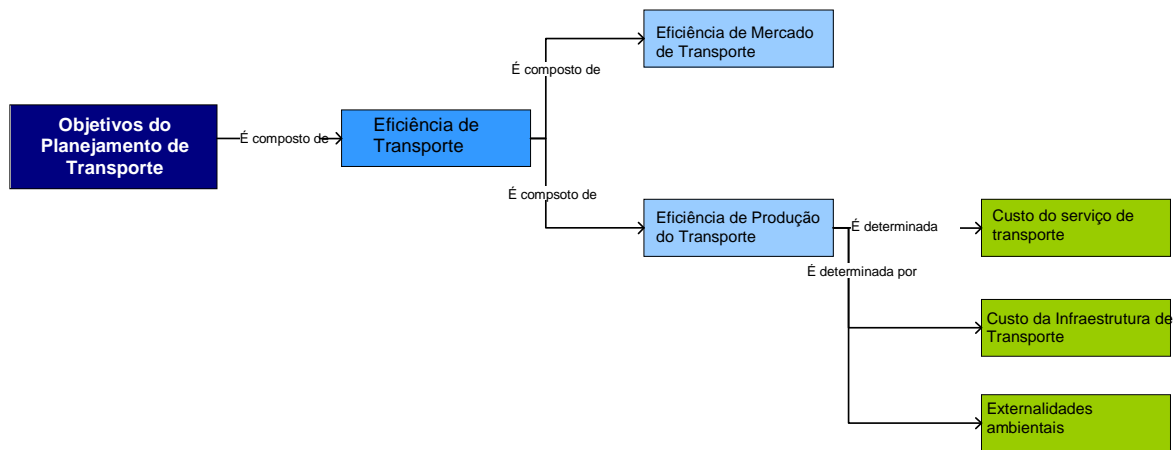 Eficiência de Mercado
de Transporte
É composto de
Objetivos do
Planejamento de
Transporte
É composto de
Eficiência de
Transporte
É compsoto de
Eficiência de Produção
do Transporte
É determinada
Custo do serviço de
transporte
É determinada por
Custo da Infraestrutura de
Transporte
Externalidades
ambientais